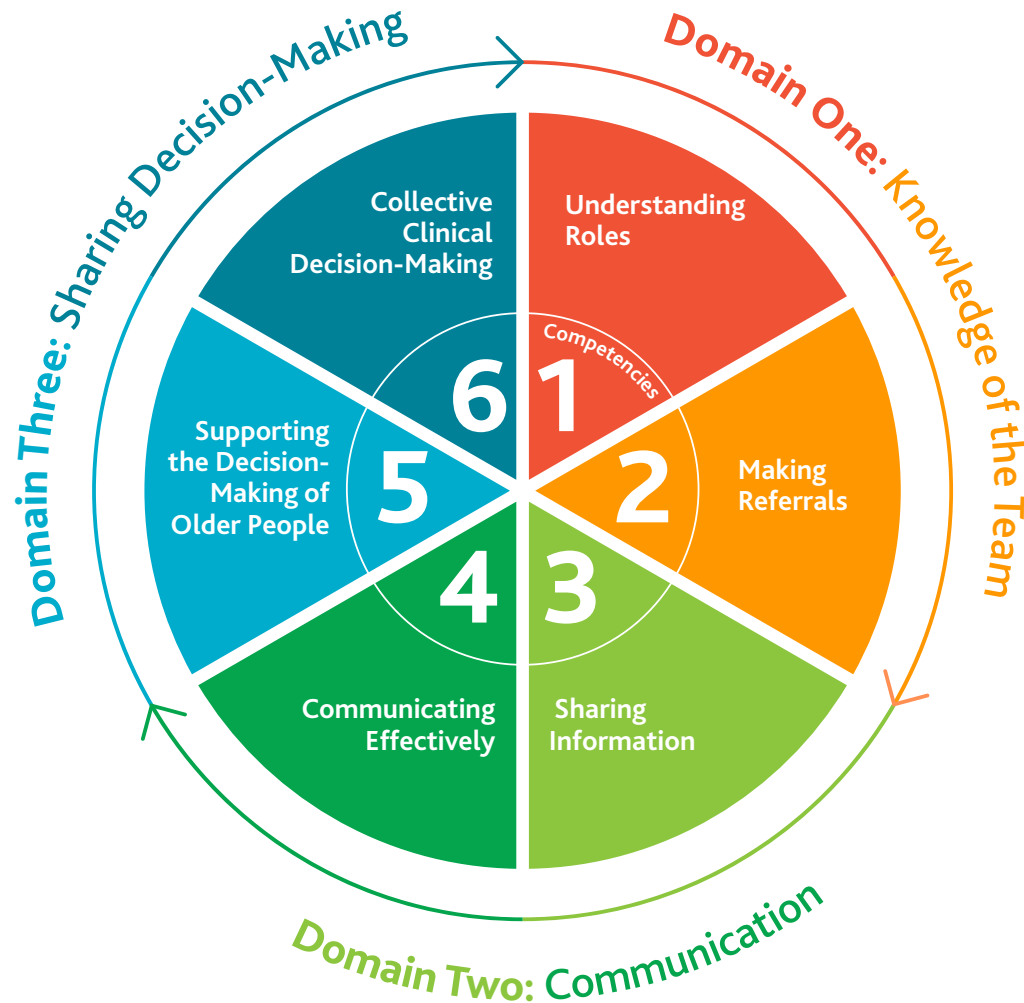 Domain One: Knowledge of the Team
Understanding
Roles
Competencies
1
2
Making
Referrals
3
Sharing
Information
Domain Two: Communication
4
Communicating
Effectively
Domain Three: Sharing Decision-Making
5
Supporting
the Decision-
Making of
Older People
6
Collective
Clinical
Decision-Making